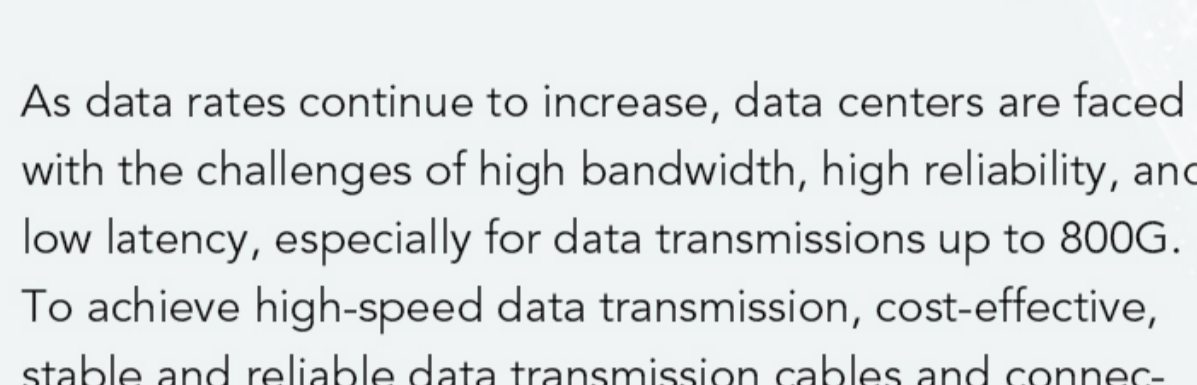 As data rates continue to increase, data centers are faced
with the challenges of high bandwidth, high reliability, and
low latency, especially for data transmissions up to 800G.
To achieve high-speed data transmission, cost-effective,
stable and reliable data transmission cables and connec-